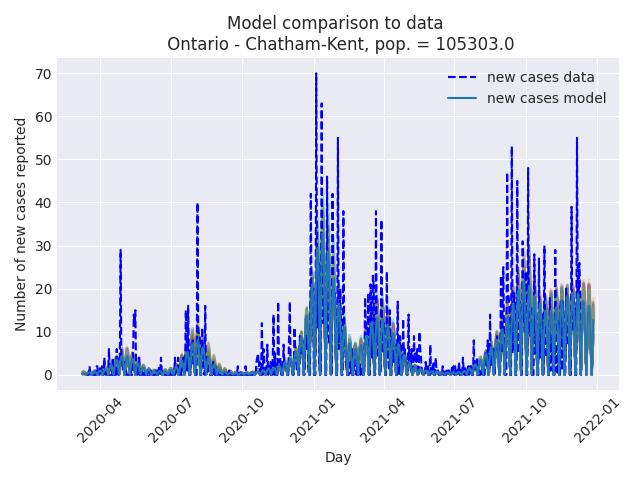 Model comparison to data
Ontario - Chatham-Kent, pop. = 105303.0
new cases data
new cases model
Number of new cases reported
70
60
50
40
30
20
10
0
2020-04
2020-07
2020-10
2021-01
2021-04
2021-07
2021-10
2022-01
Day